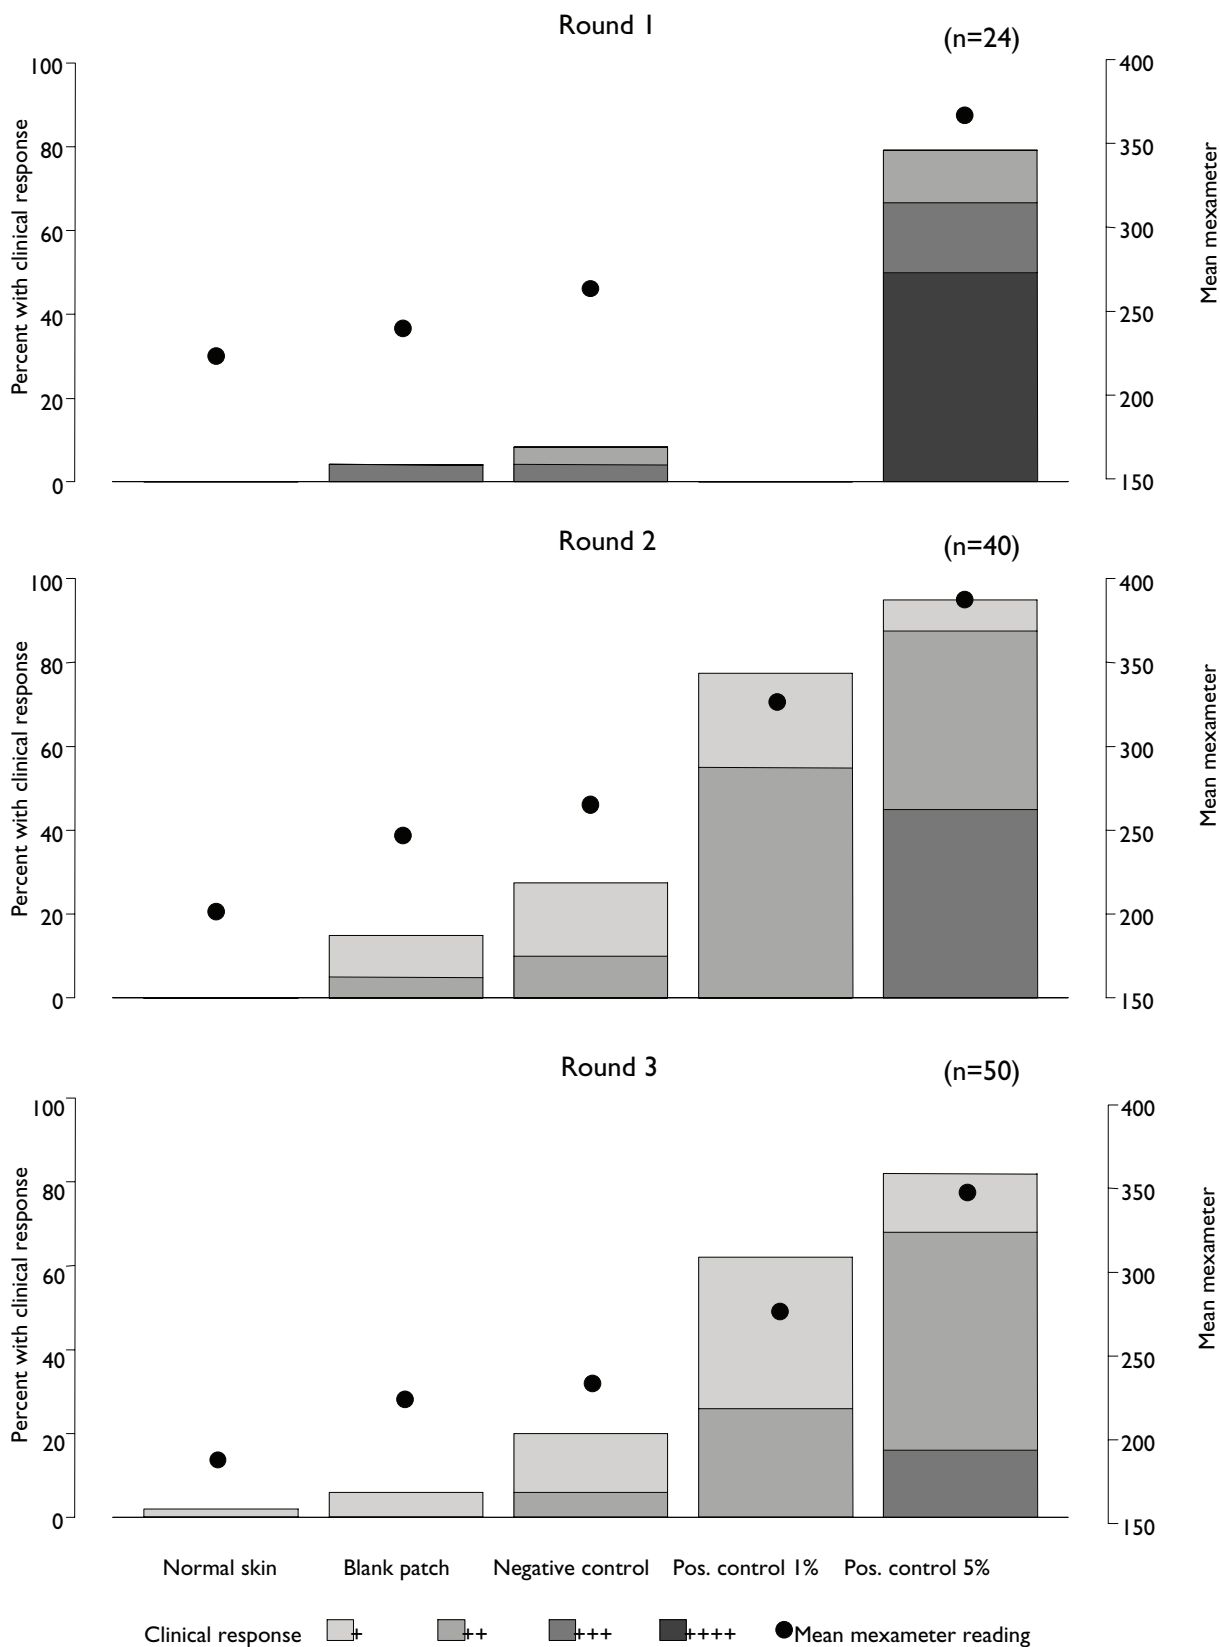 Round 1
(n=24)
Percent with clinical response
100
80
60
40
20
0
400
350
300
250
200
150
Mean mexameter
Round 2
(n=40)
Percent with clinical response
100
80
60
40
20
0
400
350
300
250
200
150
Mean mexameter
Round 3
(n=50)
Percent with clinical response
100
80
60
40
20
0
400
350
300
250
200
150
Mean mexameter
Normal skin Blank patch Negative control Pos. control 1% Pos. control 5%
Clinical response + ++ +++ ++++ Mean mexameter reading